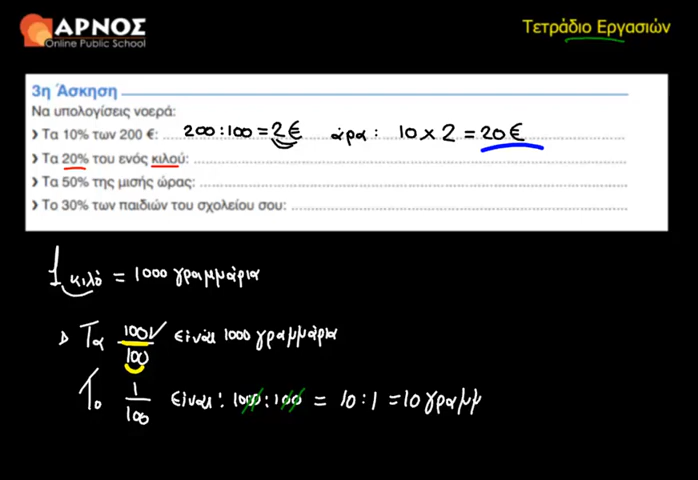 ΑΡΝΟΣ
Online Public School
Τετράδιο Εργασιών
3η Άσκηση
Να υπολογίσεις νοερά:
› Τα 10% των 200 €: 200:100 = 2€ άρα: 10 × 2 = 20€
› Τα 20% του ενός κιλού:
› Τα 50% της μισής ώρας:
› Το 30% των παιδιών του σχολείου σου:
1 κιλό = 1000 γραμμάρια
Τα 100/100 είναι 1000 γραμμάρια
Το 1/100 είναι: 1000:100 = 10:1 = 10 γραμμ